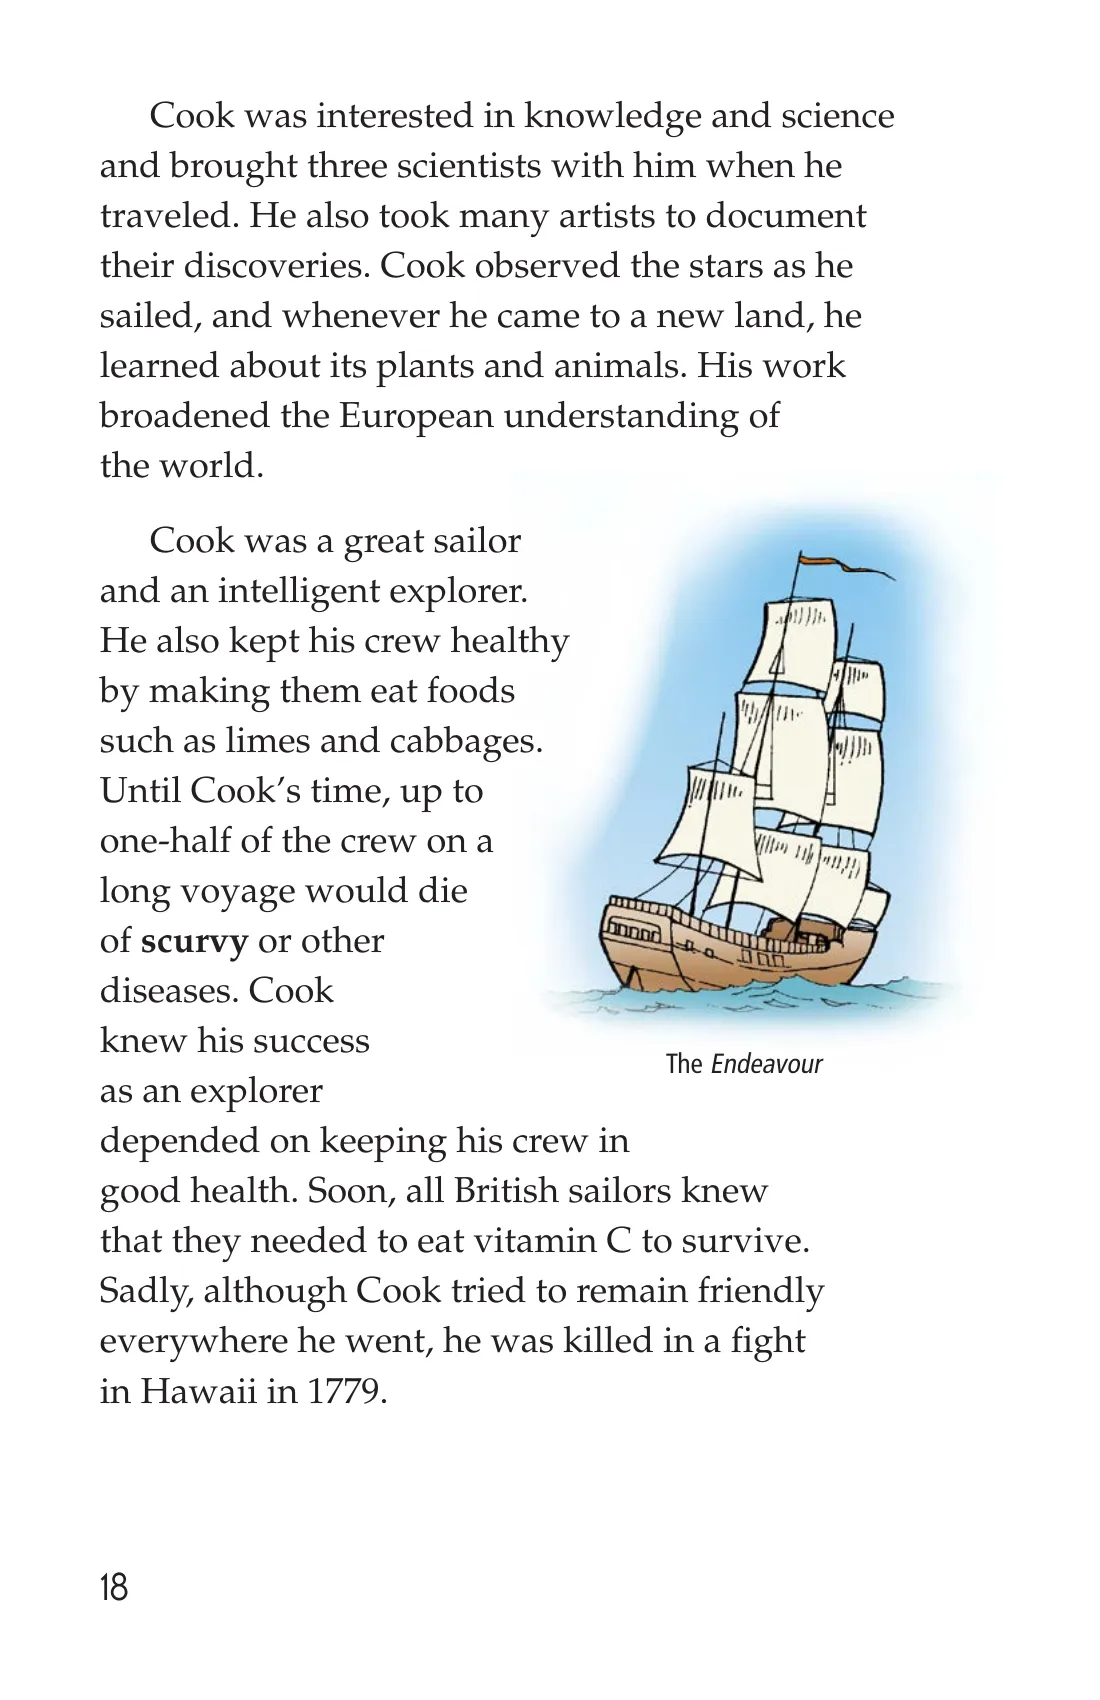 Cook was interested in knowledge and science
and brought three scientists with him when he
traveled. He also took many artists to document
their discoveries. Cook observed the stars as he
sailed, and whenever he came to a new land, he
learned about its plants and animals. His work
broadened the European understanding of
the world.
Cook was a great sailor
and an intelligent explorer.
He also kept his crew healthy
by making them eat foods
such as limes and cabbages.
Until Cook’s time, up to
one-half of the crew on a
long voyage would die
of scurvy or other
diseases. Cook
knew his success
as an explorer
depended on keeping his crew in
good health. Soon, all British sailors knew
that they needed to eat vitamin C to survive.
Sadly, although Cook tried to remain friendly
everywhere he went, he was killed in a fight
in Hawaii in 1779.
The Endeavour
18